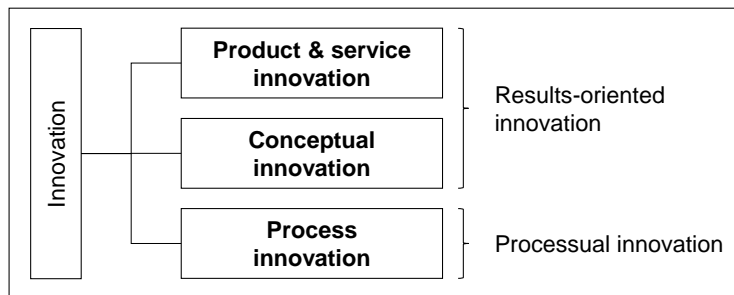 Innovation
Product & service
innovation
Conceptual
innovation
Process
innovation
Results-oriented
innovation
Processual innovation